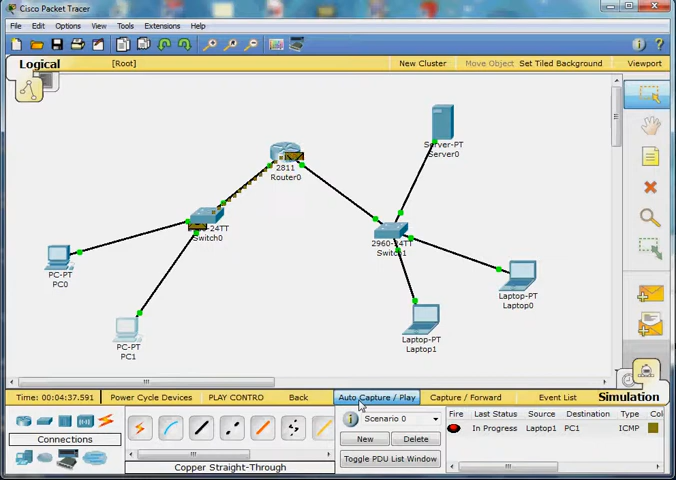 Cisco Packet Tracer
File Edit Options View Tools Extensions Help
Logical [Root] New Cluster Move Object Set Tiled Background Viewport
Server-PT
Server0
2811
Router0
-24TT
Switch0
2960-24TT
Switch1
PC-PT
PC0
Laptop-PT
Laptop0
PC-PT
PC1
Laptop-PT
Laptop1
Time: 00:04:37.591 Power Cycle Devices PLAY CONTRO Back Auto Capture / Play Capture / Forward Event List Simulation
Scenario 0
Fire Last Status Source Destination Type Col
In Progress Laptop1 PC1 ICMP
Connections
New Delete
Toggle PDU List Window
Copper Straight-Through